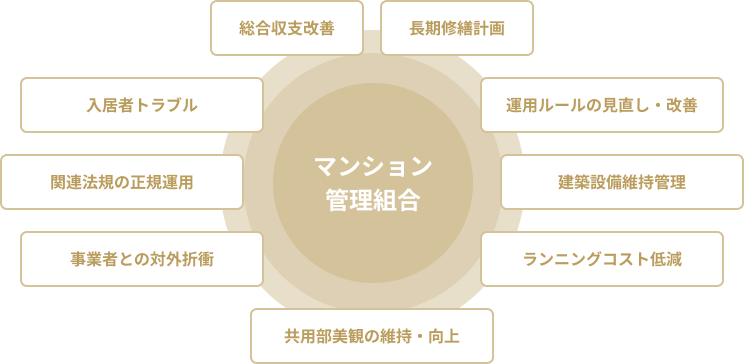 総合収支改善
長期修繕計画
入居者トラブル
運用ルールの見直し・改善
関連法規の正規運用
マンション
管理組合
建築設備維持管理
事業者との対外折衝
ランニングコスト低減
共用部美観の維持・向上